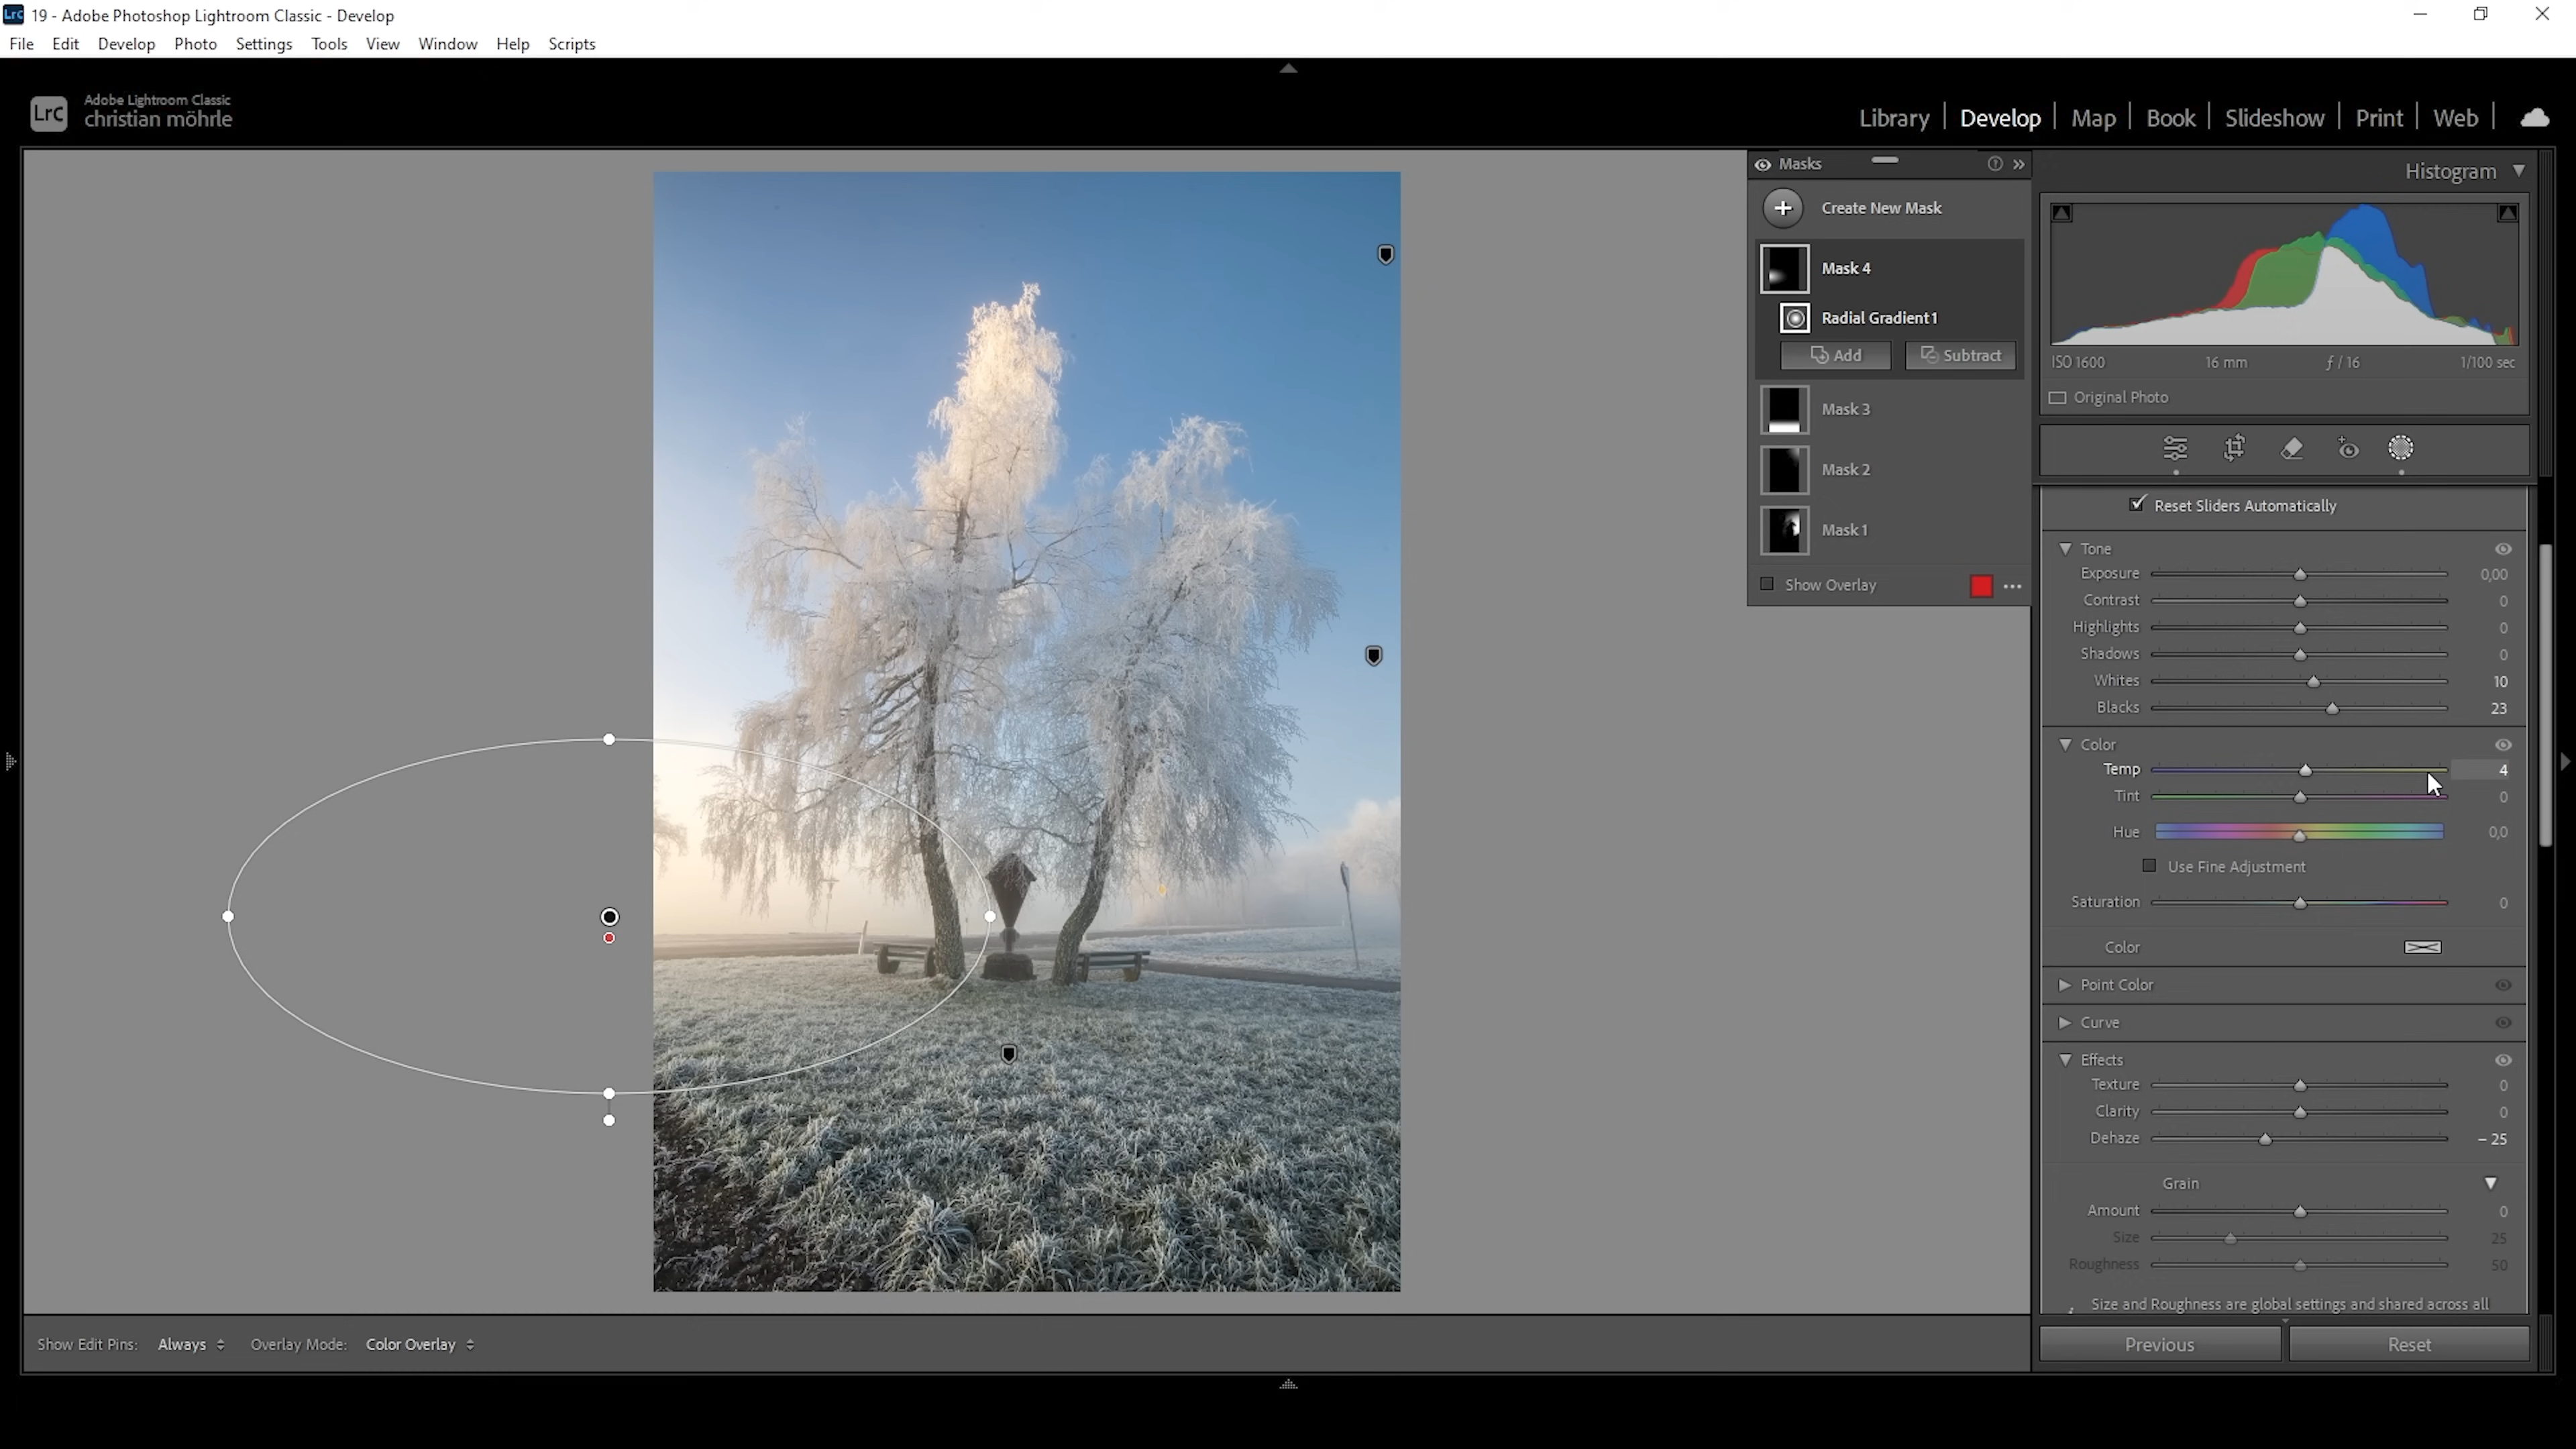 Lrc 19 - Adobe Photoshop Lightroom Classic - Develop
File Edit Develop Photo Settings Tools View Window Help Scripts
Lrc
Adobe Lightroom Classic
christian möhrle
Library | Develop | Map | Book | Slideshow | Print | Web |
Masks
Create New Mask
Mask 4
Radial Gradient 1
Add Subtract
Mask 3
Mask 2
Mask 1
Show Overlay
Histogram
ISO 1600 16 mm ƒ / 16 1/100 sec
Original Photo
Reset Sliders Automatically
Tone
Exposure 0,00
Contrast 0
Highlights 0
Shadows 0
Whites 10
Blacks 23
Color
Temp 4
Tint 0
Hue 0,0
Use Fine Adjustment
Saturation 0
Color
Point Color
Curve
Effects
Texture 0
Clarity 0
Dehaze – 25
Grain
Amount 0
Size 25
Roughness 50
Size and Roughness are global settings and shared across all
Previous Reset
Show Edit Pins: Always Overlay Mode: Color Overlay